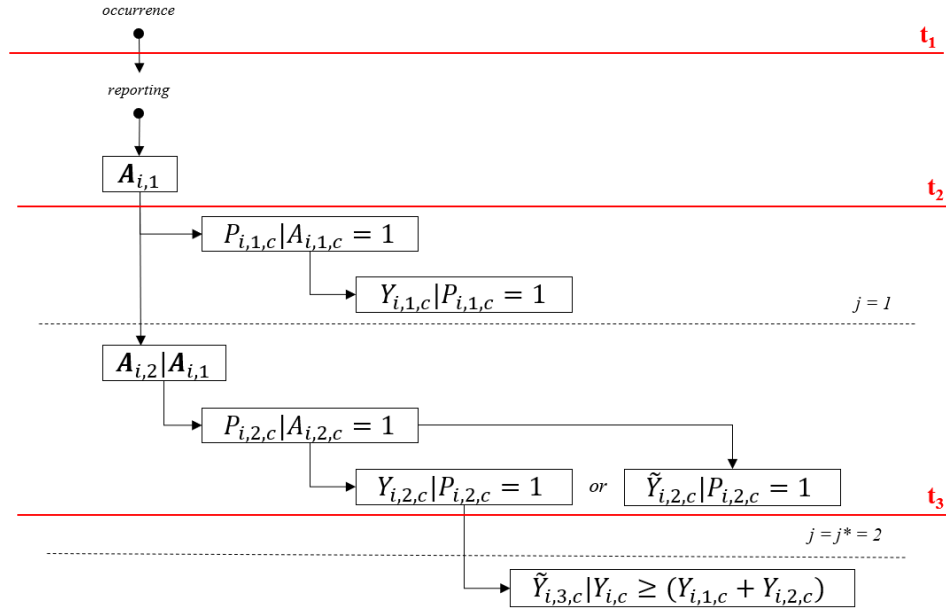 occurrence
t₁
reporting
𝑨ᵢ,₁
t₂
Pᵢ,₁,c|Aᵢ,₁,c = 1
Yᵢ,₁,c|Pᵢ,₁,c = 1
j = 1
𝑨ᵢ,₂|𝑨ᵢ,₁
Pᵢ,₂,c|Aᵢ,₂,c = 1
Yᵢ,₂,c|Pᵢ,₂,c = 1 or Ỹᵢ,₂,c|Pᵢ,₂,c = 1
t₃
j = j* = 2
Ỹᵢ,₃,c|Yᵢ,c ≥ (Yᵢ,₁,c + Yᵢ,₂,c)